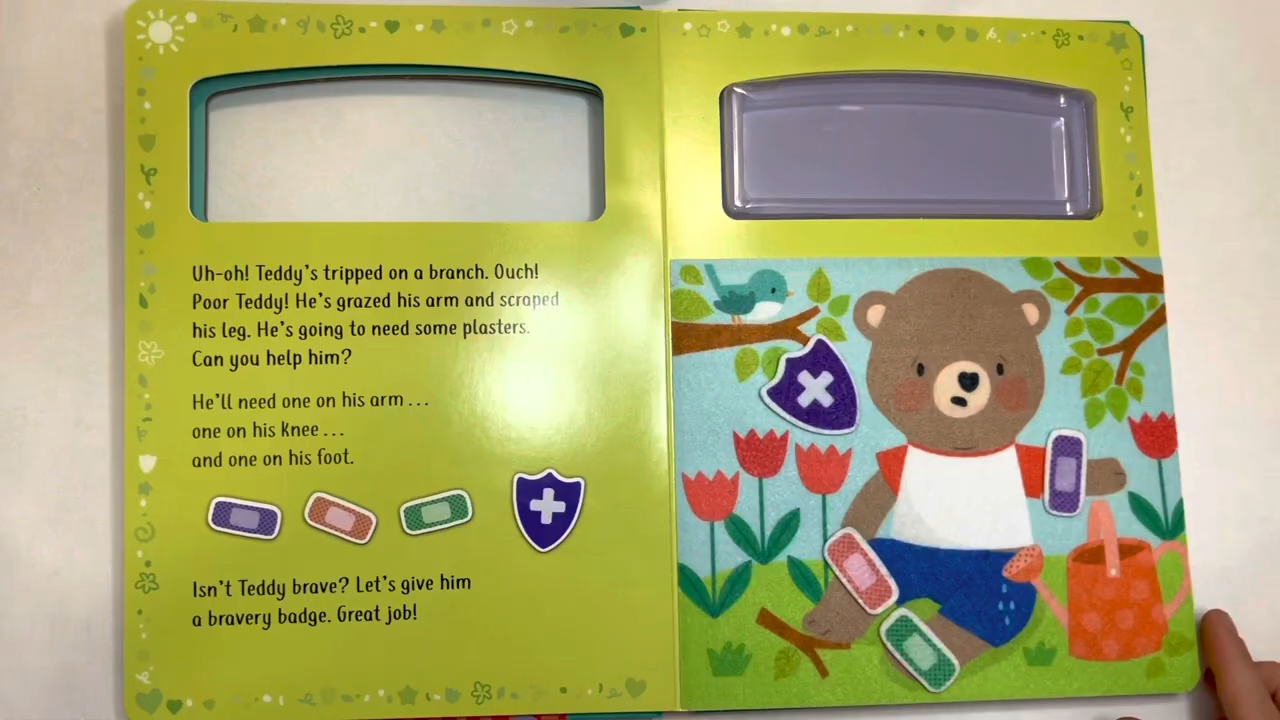 Uh-oh! Teddy's tripped on a branch. Ouch!
Poor Teddy! He's grazed his arm and scraped
his leg. He's going to need some plasters.
Can you help him?
He'll need one on his arm ...
one on his knee ...
and one on his foot.
Isn't Teddy brave? Let's give him
a bravery badge. Great job!